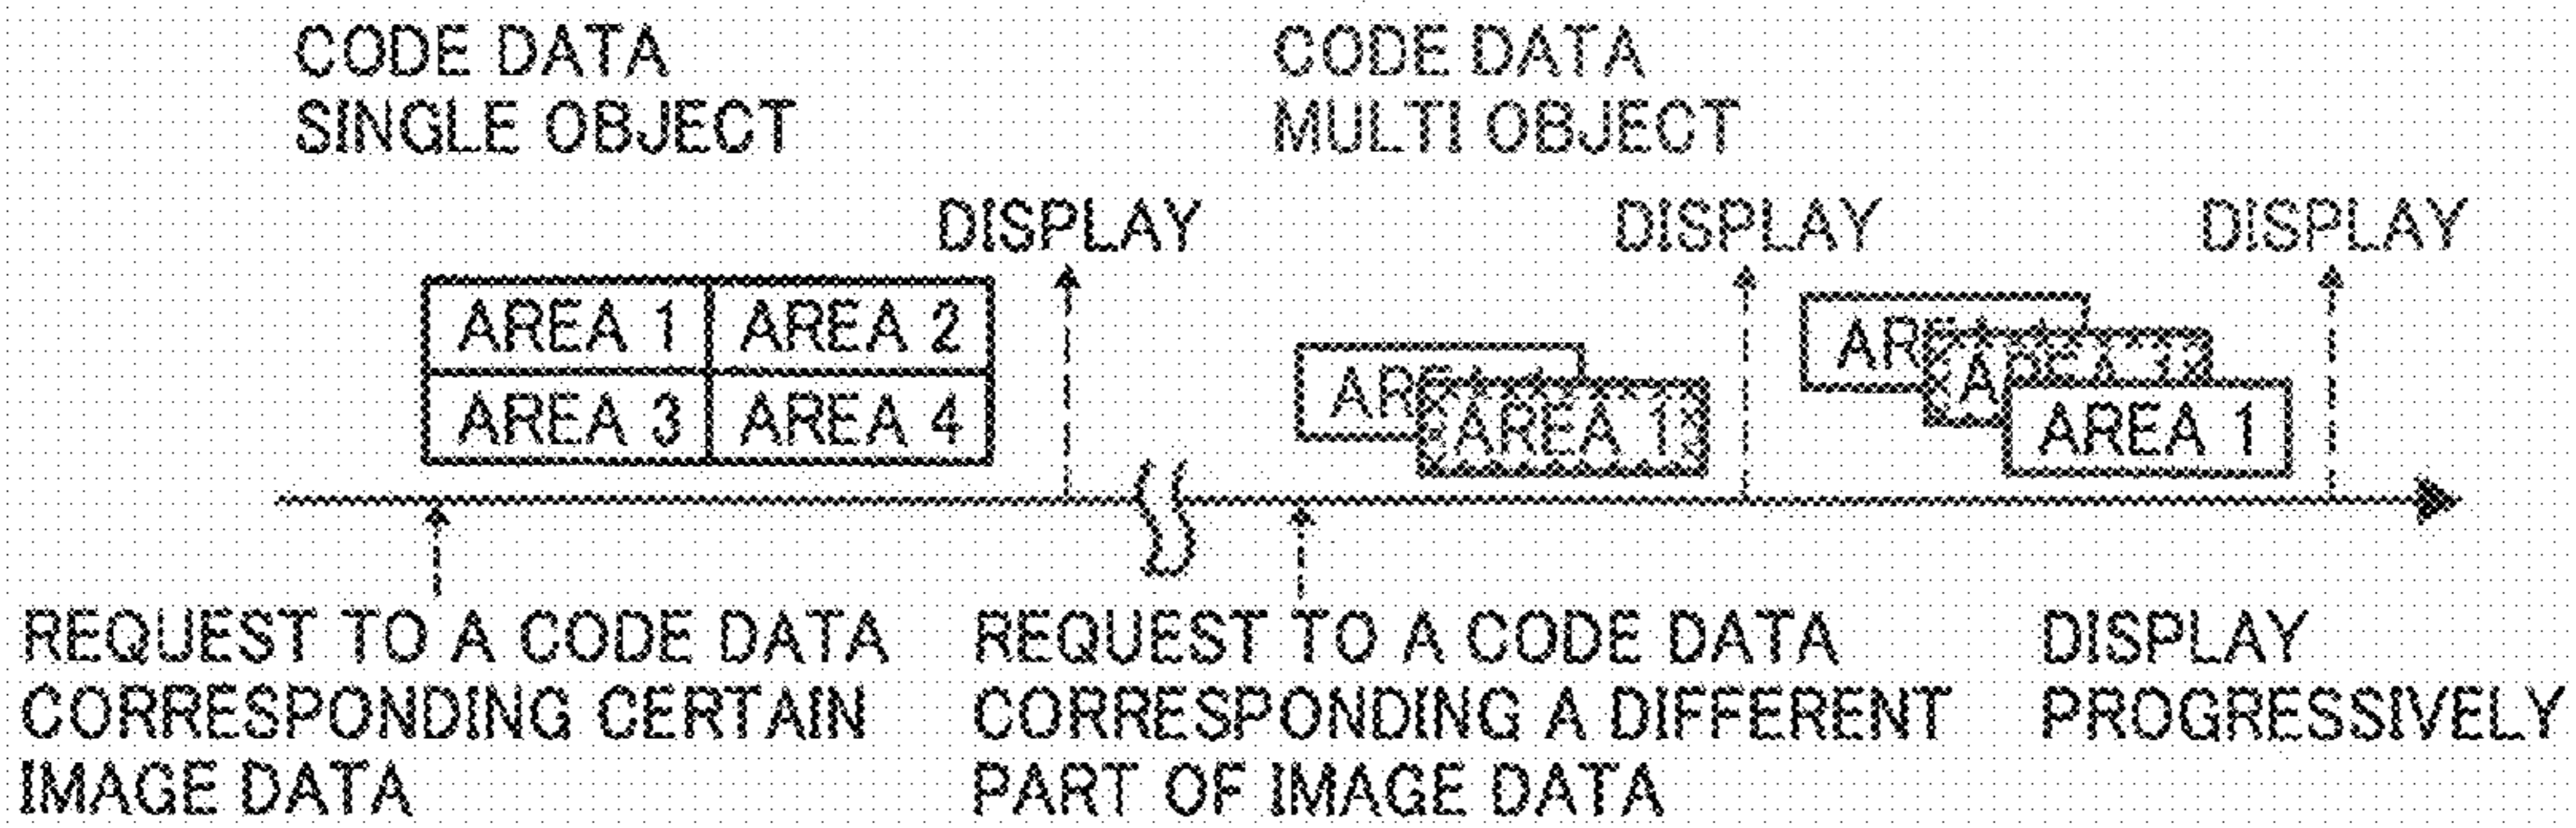 CODE DATA
SINGLE OBJECT
CODE DATA
MULTI OBJECT
DISPLAY
DISPLAY
DISPLAY
AREA 1 AREA 2
AREA 3 AREA 4
AREA
AREA 1
REQUEST TO A CODE DATA
CORRESPONDING CERTAIN
IMAGE DATA
REQUEST TO A CODE DATA
CORRESPONDING A DIFFERENT
PART OF IMAGE DATA
DISPLAY
PROGRESSIVELY